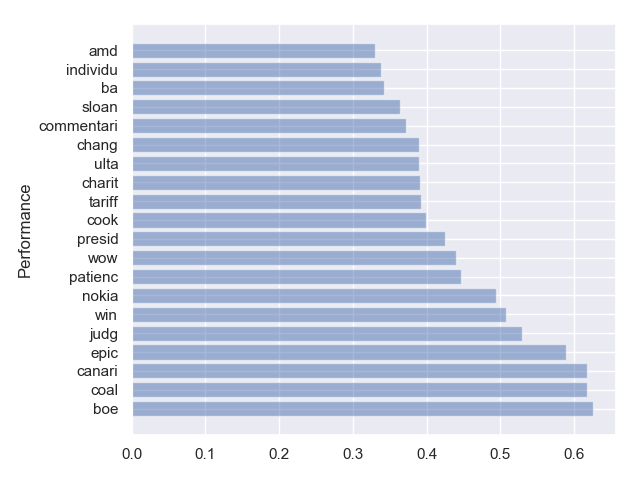 amd
individu
ba
sloan
commentari
chang
ulta
charit
tariff
cook
presid
wow
patienc
nokia
win
judg
epic
canari
coal
boe
Performance
0.0 0.1 0.2 0.3 0.4 0.5 0.6